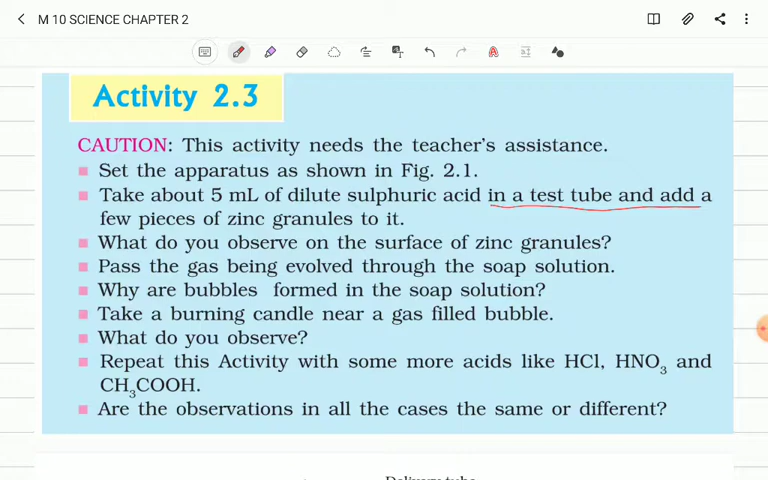 M 10 SCIENCE CHAPTER 2
Activity 2.3
CAUTION: This activity needs the teacher's assistance.
■ Set the apparatus as shown in Fig. 2.1.
■ Take about 5 mL of dilute sulphuric acid in a test tube and add a
few pieces of zinc granules to it.
■ What do you observe on the surface of zinc granules?
■ Pass the gas being evolved through the soap solution.
■ Why are bubbles formed in the soap solution?
■ Take a burning candle near a gas filled bubble.
■ What do you observe?
■ Repeat this Activity with some more acids like HCl, HNO₃ and
CH₃COOH.
■ Are the observations in all the cases the same or different?
Delivery tube